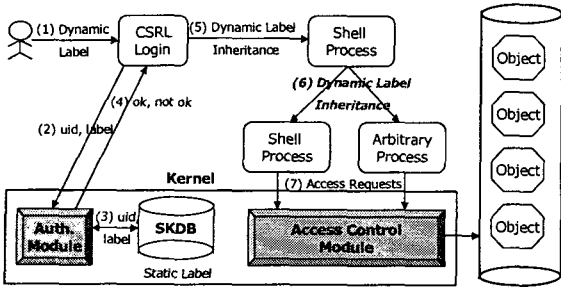 (1) Dynamic
Label
CSRL
Login
(5) Dynamic Label
Inheritance
Shell
Process
(6) Dynamic Label
Inheritance
(4) ok, not ok
(2) uid, label
Shell
Process
Arbitrary
Process
Kernel
(7) Access Requests
Auth.
Module
(3) uid,
label
SKDB
Static Label
Access Control
Module
Object
Object
Object
Object